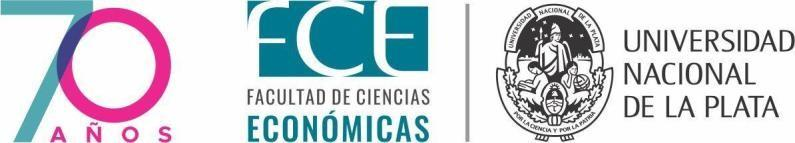 70
AÑOS
FCE
FACULTAD DE CIENCIAS
ECONÓMICAS
UNIVERSIDAD NACIONAL DE LA PLATA
POR LA CIENCIA Y POR LA PATRIA
UNIVERSIDAD
NACIONAL
DE LA PLATA